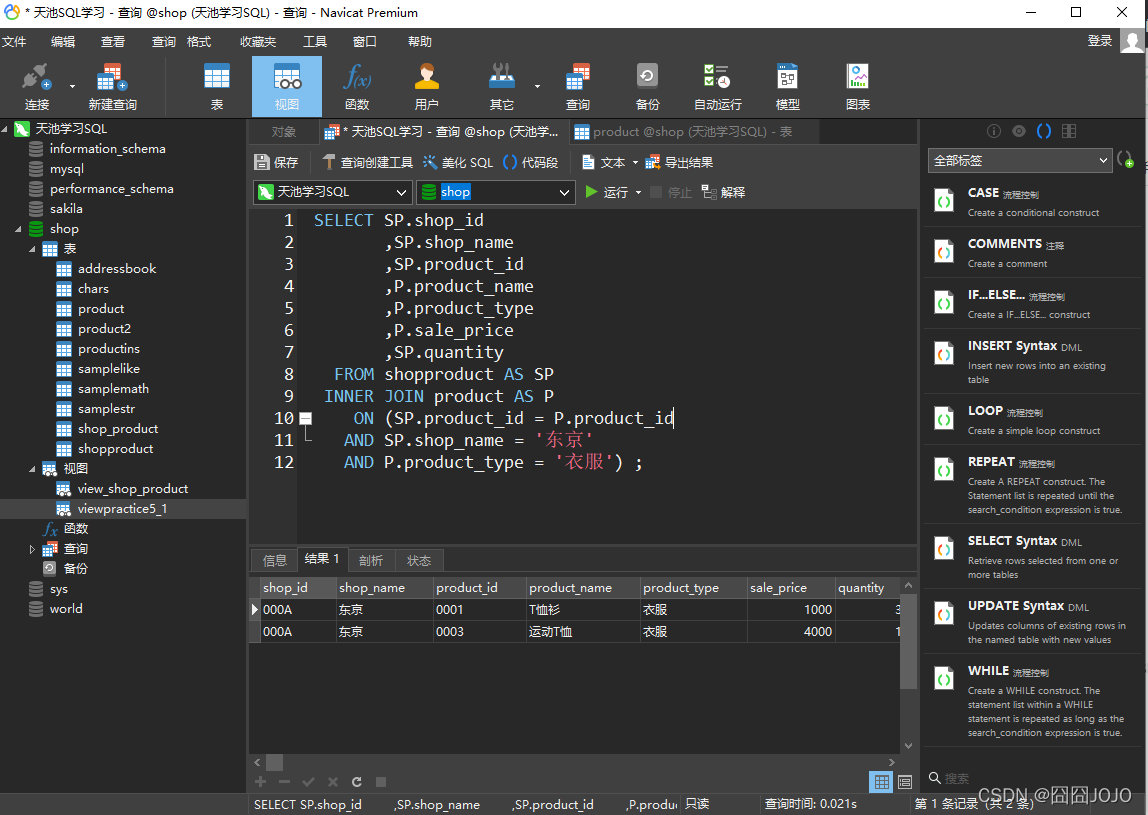 * 天池SQL学习 - 查询 @shop (天池学习SQL) - 查询 - Navicat Premium
文件 编辑 查看 查询 格式 收藏夹 工具 窗口 帮助 登录
连接 新建查询 表 视图 函数 用户 其它 查询 备份 自动运行 模型 图表
天池学习SQL
information_schema
mysql
performance_schema
sakila
shop
表
addressbook
chars
product
product2
productins
samplelike
samplemath
samplestr
shop_product
shopproduct
视图
view_shop_product
viewpractice5_1
函数
查询
备份
sys
world
对象 * 天池SQL学习 - 查询 @shop (天池学... product @shop (天池学习SQL) - 表
保存 查询创建工具 美化 SQL 代码段 文本 导出结果
天池学习SQL shop 运行 停止 解释
1 SELECT SP.shop_id
2 ,SP.shop_name
3 ,SP.product_id
4 ,P.product_name
5 ,P.product_type
6 ,P.sale_price
7 ,SP.quantity
8 FROM shopproduct AS SP
9 INNER JOIN product AS P
10 ON (SP.product_id = P.product_id
11 AND SP.shop_name = '东京'
12 AND P.product_type = '衣服') ;
信息 结果 1 剖析 状态
shop_id shop_name product_id product_name product_type sale_price quantity
000A 东京 0001 T恤衫 衣服 1000 3
000A 东京 0003 运动T恤 衣服 4000 1
SELECT SP.shop_id ,SP.shop_name ,SP.product_id ,P.produ 只读 查询时间: 0.021s 第 1 条记录 (共 2 条)
全部标签
CASE 流程控制
Create a conditional construct
COMMENTS 注释
Create a comment
IF...ELSE... 流程控制
Create a IF...ELSE... construct
INSERT Syntax DML
Insert new rows into an existing
table
LOOP 流程控制
Create a simple loop construct
REPEAT 流程控制
Create A REPEAT construct. The
Statement list is repeated until the
search_condition expression is true.
SELECT Syntax DML
Retrieve rows selected from one or
more tables
UPDATE Syntax DML
Updates columns of existing rows in
the named table with new values
WHILE 流程控制
Create a WHILE construct. The
statement list within a WHILE
statement is repeated as long as the
search_condition expression is true.
搜索
CSDN @囧囧JOJO